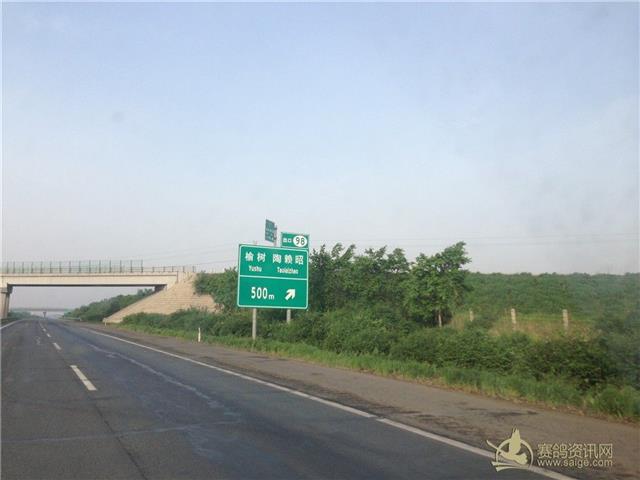 出口 98
榆树 陶赖昭
Yushu Taolaizhao
500m
赛鸽资讯网
www.saige.com